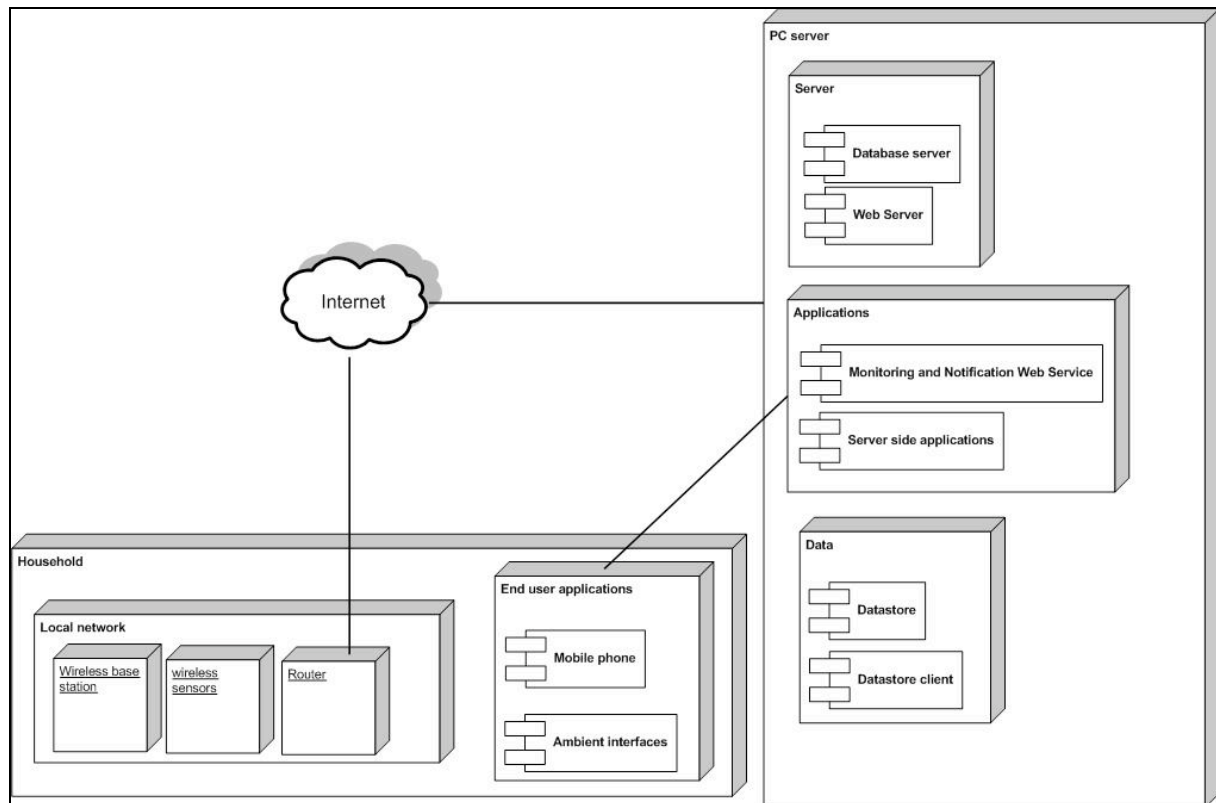 PC server
Server
Database server
Web Server
Internet
Applications
Monitoring and Notification Web Service
Server side applications
Household
End user applications
Local network
Wireless base
station
wireless
sensors
Router
Mobile phone
Ambient interfaces
Data
Datastore
Datastore client